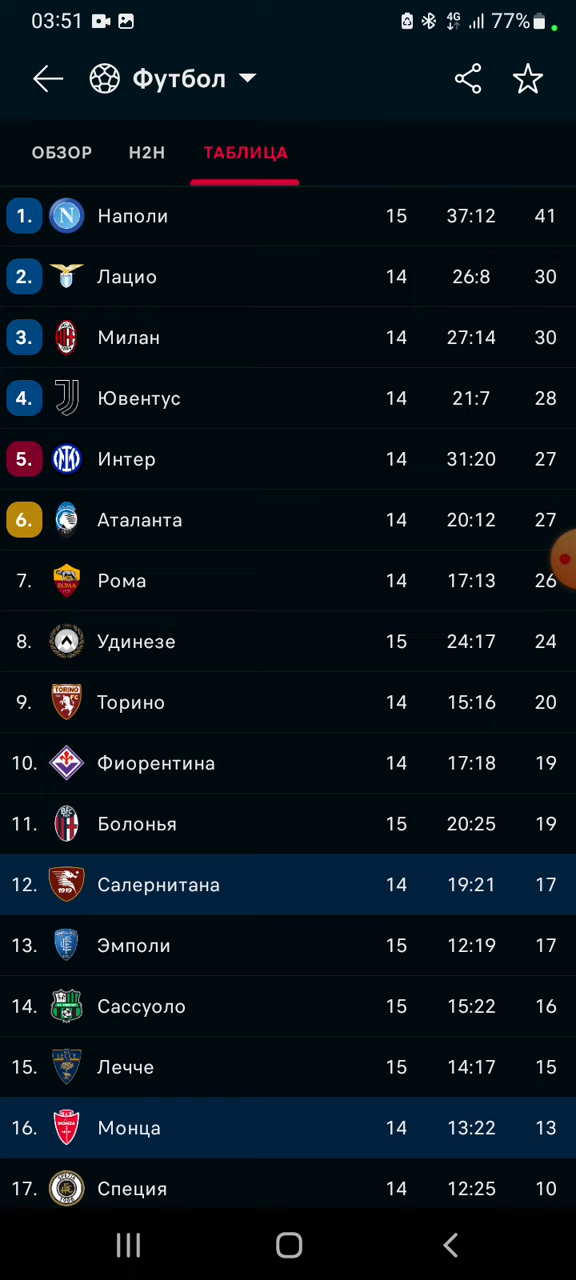 03:51 4G 77%
Футбол
ОБЗОР H2H ТАБЛИЦА
1. Наполи 15 37:12 41
2. Лацио 14 26:8 30
3. Милан 14 27:14 30
4. Ювентус 14 21:7 28
5. Интер 14 31:20 27
6. Аталанта 14 20:12 27
7. Рома 14 17:13 26
8. Удинезе 15 24:17 24
9. TORINO FC Торино 14 15:16 20
10. Фиорентина 14 17:18 19
11. BFC Болонья 15 20:25 19
12. 1919 Салернитана 14 19:21 17
13. Эмполи 15 12:19 17
14. Сассуоло 15 15:22 16
15. Лечче 15 14:17 15
16. MONZA Монца 14 13:22 13
17. Специя 14 12:25 10